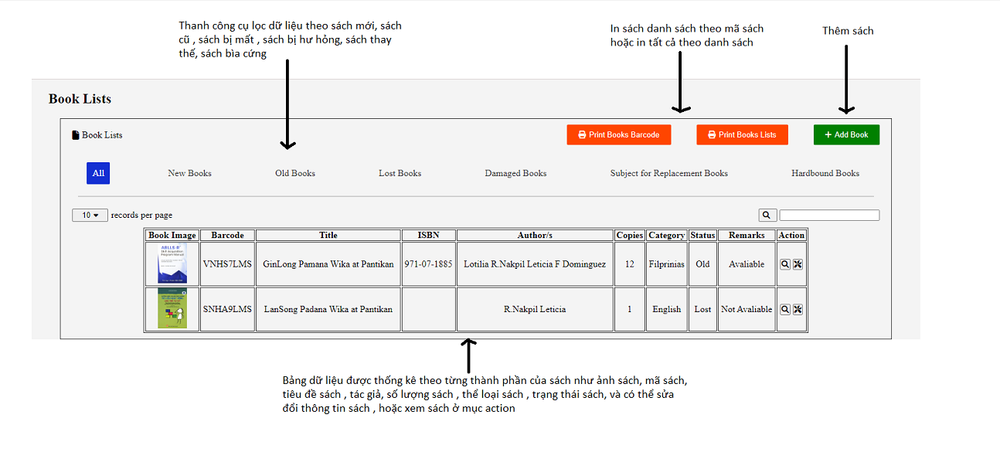 Thanh công cụ lọc dữ liệu theo sách mới, sách
cũ , sách bị mất , sách bị hư hỏng, sách thay
thế, sách bìa cứng
In sách danh sách theo mã sách
hoặc in tất cả theo danh sách
Thêm sách
Book Lists
Book Lists
Print Books Barcode
Print Books Lists
+ Add Book
All
New Books
Old Books
Lost Books
Damaged Books
Subject for Replacement Books
Hardbound Books
10
records per page
Book Image Barcode Title ISBN Author/s Copies Category Status Remarks Action
ABLLS-R
Skill Acquisition
Program Manual
VNHS7LMS GinLong Pamana Wika at Pantikan 971-07-1885 Lotilia R.Nakpil Leticia F Dominguez 12 Filprinias Old Avaliable
SNHA9LMS LanSong Padana Wika at Pantikan R.Nakpil Leticia 1 English Lost Not Avaliable
Bảng dữ liệu được thống kê theo từng thành phần của sách như ảnh sách, mã sách,
tiêu đề sách , tác giả, số lượng sách , thể loại sách , trạng thái sách, và có thể sửa
đổi thông tin sách , hoặc xem sách ở mục action